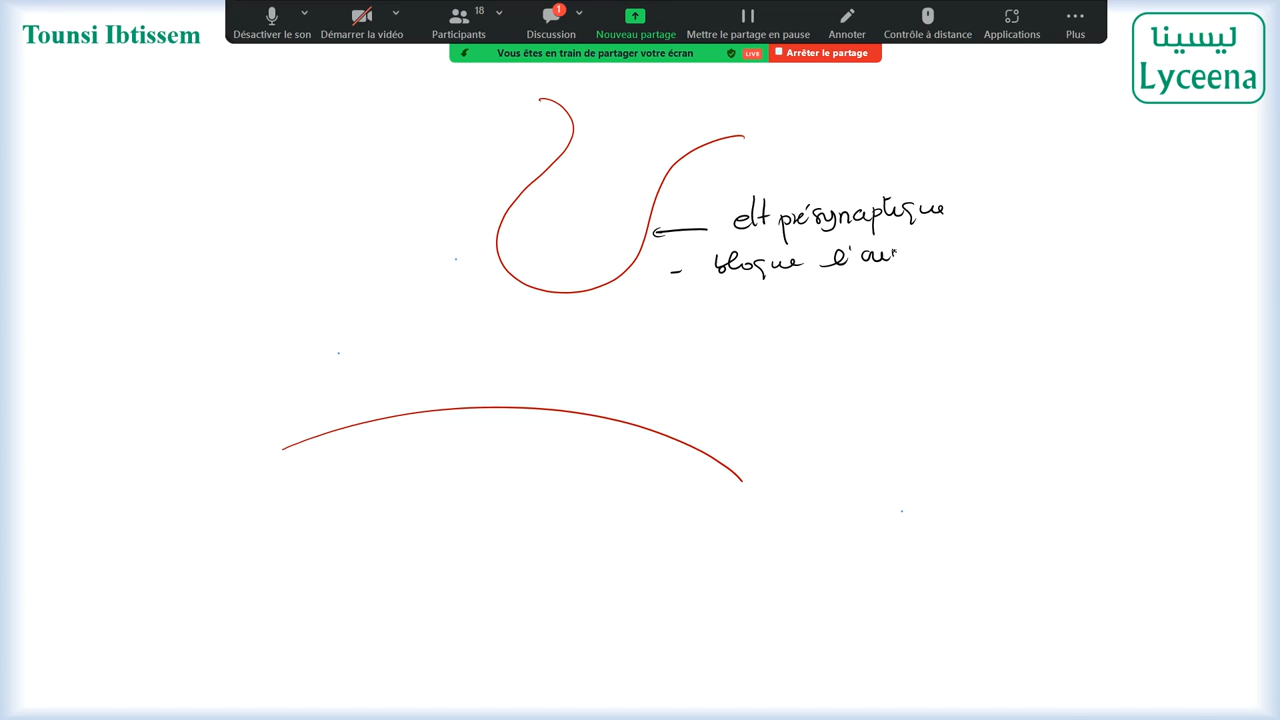 Tounsi Ibtissem
Désactiver le son
Démarrer la vidéo
18
Participants
1
Discussion
Nouveau partage
Mettre le partage en pause
Annoter
Contrôle à distance
Applications
Plus
Vous êtes en train de partager votre écran
LIVE
Arrêter le partage
ليسينا
Lyceena
elt présynaptique
- bloque l'